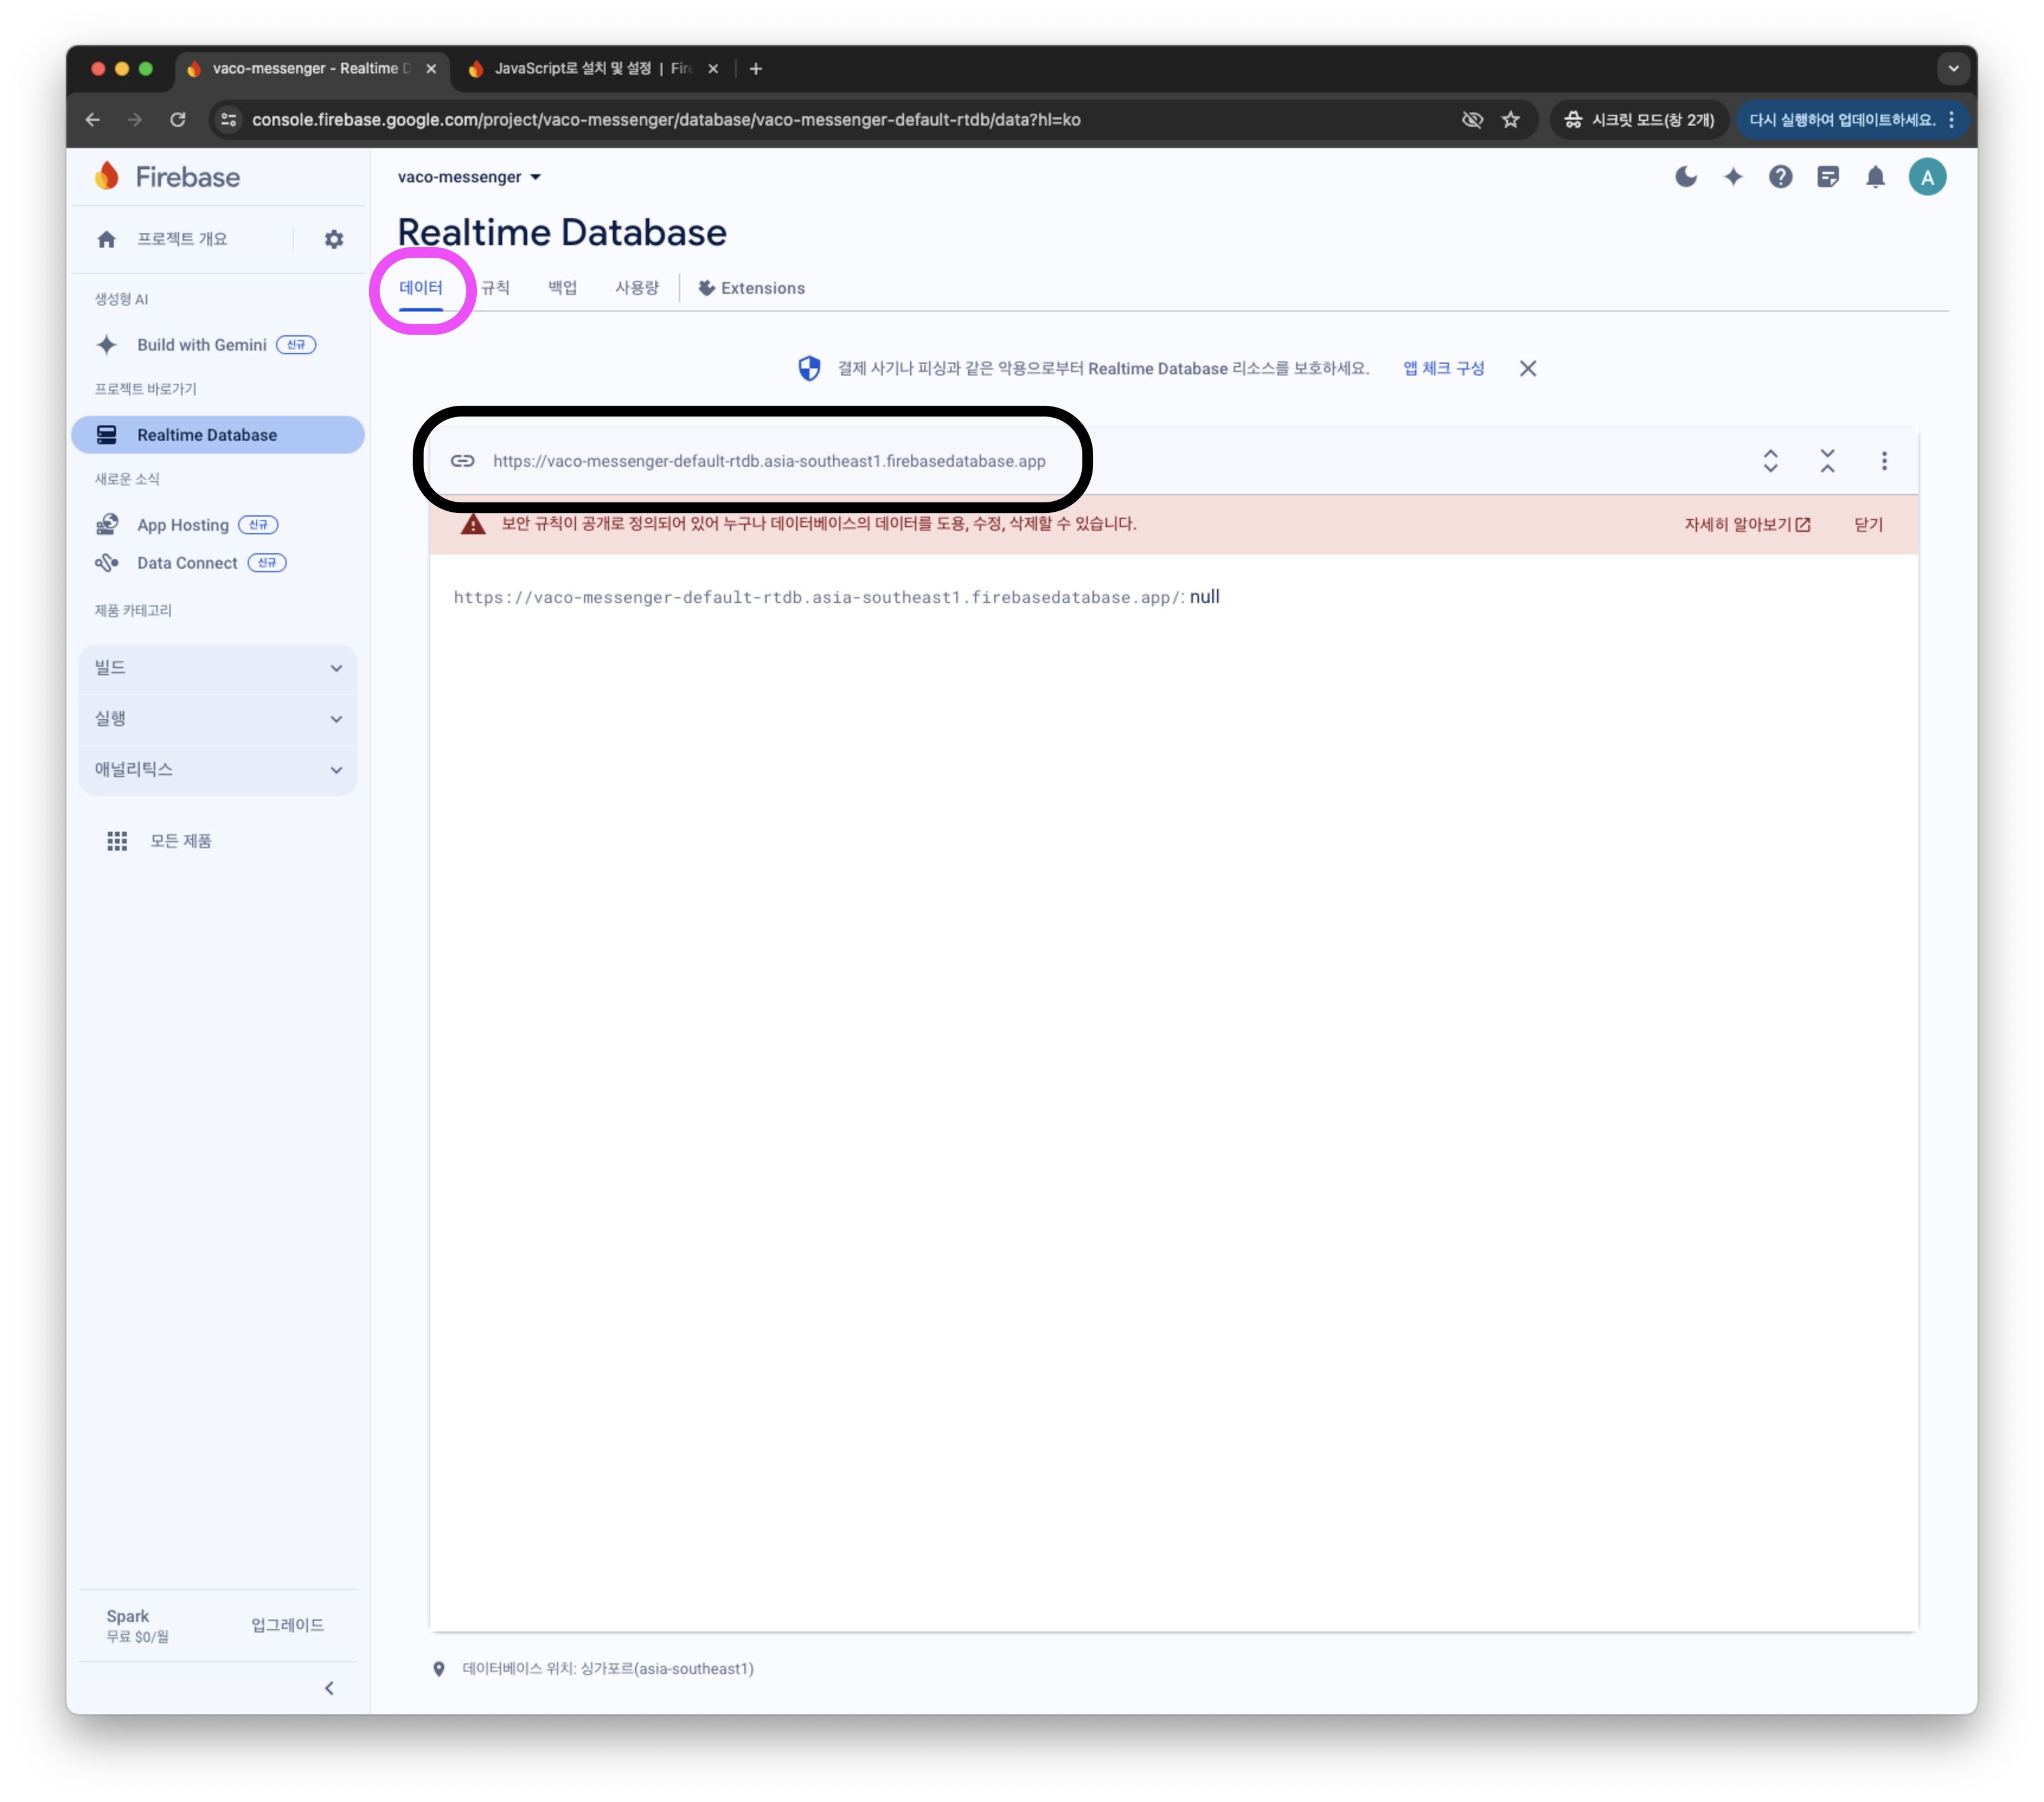 vaco-messenger - Realtime D
JavaScript로 설치 및 설정 | Fire
console.firebase.google.com/project/vaco-messenger/database/vaco-messenger-default-rtdb/data?hl=ko
시크릿 모드(창 2개)
다시 실행하여 업데이트하세요.
Firebase
vaco-messenger
A
프로젝트 개요
Realtime Database
데이터
규칙
백업
사용량
Extensions
생성형 AI
Build with Gemini 신규
프로젝트 바로가기
Realtime Database
새로운 소식
App Hosting 신규
Data Connect 신규
제품 카테고리
빌드
실행
애널리틱스
모든 제품
결제 사기나 피싱과 같은 악용으로부터 Realtime Database 리소스를 보호하세요.
앱 체크 구성
https://vaco-messenger-default-rtdb.asia-southeast1.firebasedatabase.app
보안 규칙이 공개로 정의되어 있어 누구나 데이터베이스의 데이터를 도용, 수정, 삭제할 수 있습니다.
자세히 알아보기
닫기
https://vaco-messenger-default-rtdb.asia-southeast1.firebasedatabase.app/: null
Spark
무료 $0/월
업그레이드
데이터베이스 위치: 싱가포르(asia-southeast1)